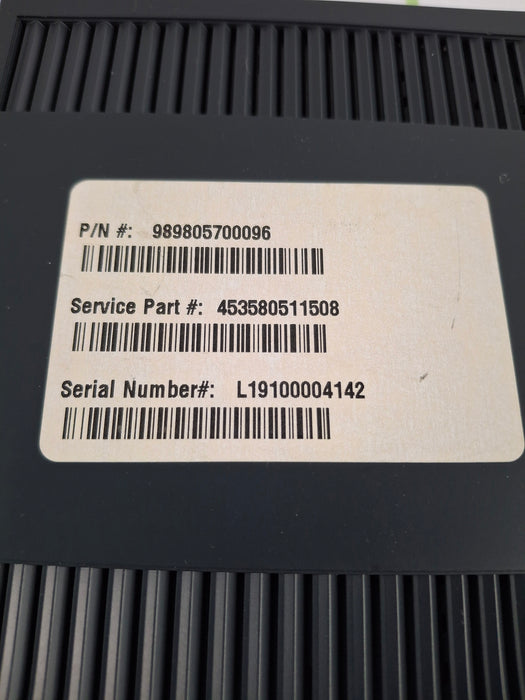 P/N #: 989805700096
Service Part #: 453580511508
Serial Number#: L19100004142